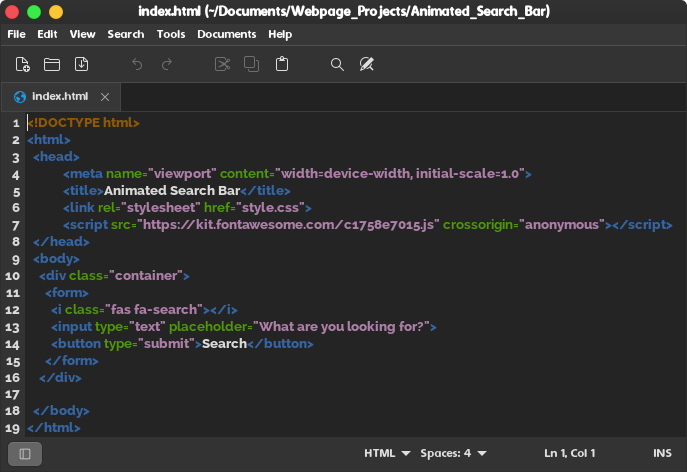 index.html (~/Documents/Webpage_Projects/Animated_Search_Bar)
File Edit View Search Tools Documents Help
index.html
1 <!DOCTYPE html>
2 <html>
3 <head>
4 <meta name="viewport" content="width=device-width, initial-scale=1.0">
5 <title>Animated Search Bar</title>
6 <link rel="stylesheet" href="style.css">
7 <script src="https://kit.fontawesome.com/c1758e7015.js" crossorigin="anonymous"></script>
8 </head>
9 <body>
10 <div class="container">
11 <form>
12 <i class="fas fa-search"></i>
13 <input type="text" placeholder="What are you looking for?">
14 <button type="submit">Search</button>
15 </form>
16 </div>
17
18 </body>
19 </html>
HTML Spaces: 4 Ln 1, Col 1 INS